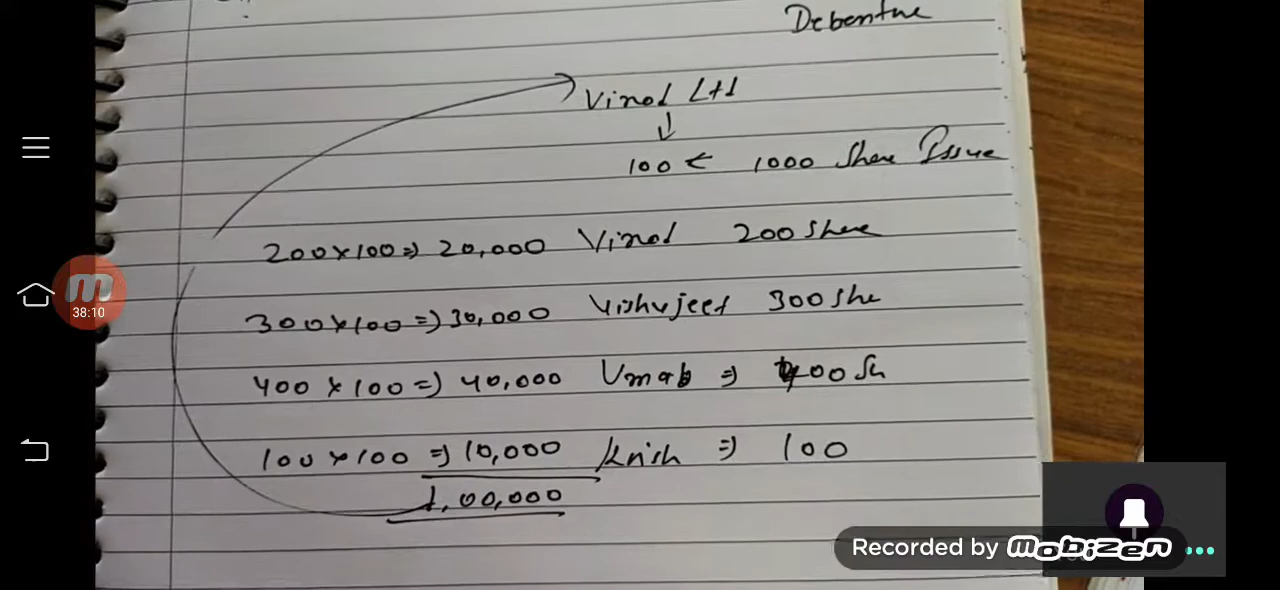 Debentue
Vinod Ltd
100 < 1000 Share Issue
200×100 => 20,000 Vinod 200 Share
300×100 => 30,000 Vishvjeet 300 She
400 × 100 => 40,000 Umab => 400 Sh
100 × 100 => 10,000 Krish => 100
1,00,000
38:10
Recorded by mobizen